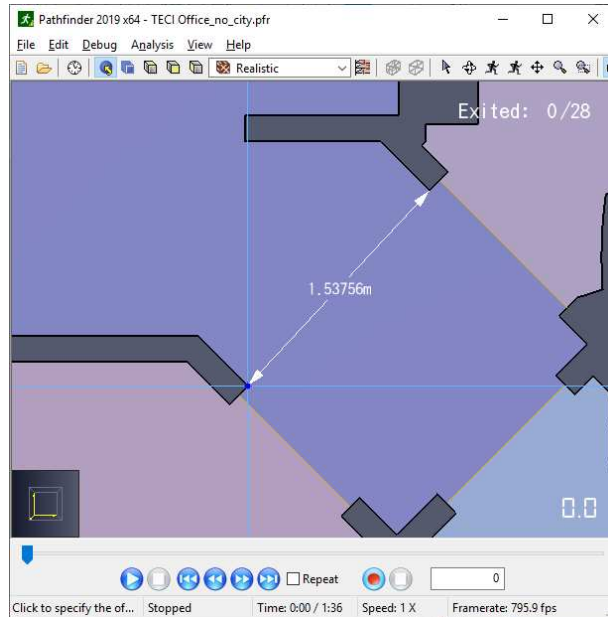 Pathfinder 2019 x64 - TECI Office_no_city.pfr
File Edit Debug Analysis View Help
Realistic
Exited: 0/28
1.53756m
0.0
Repeat
0
Click to specify the of... Stopped Time: 0:00 / 1:36 Speed: 1 X Framerate: 795.9 fps